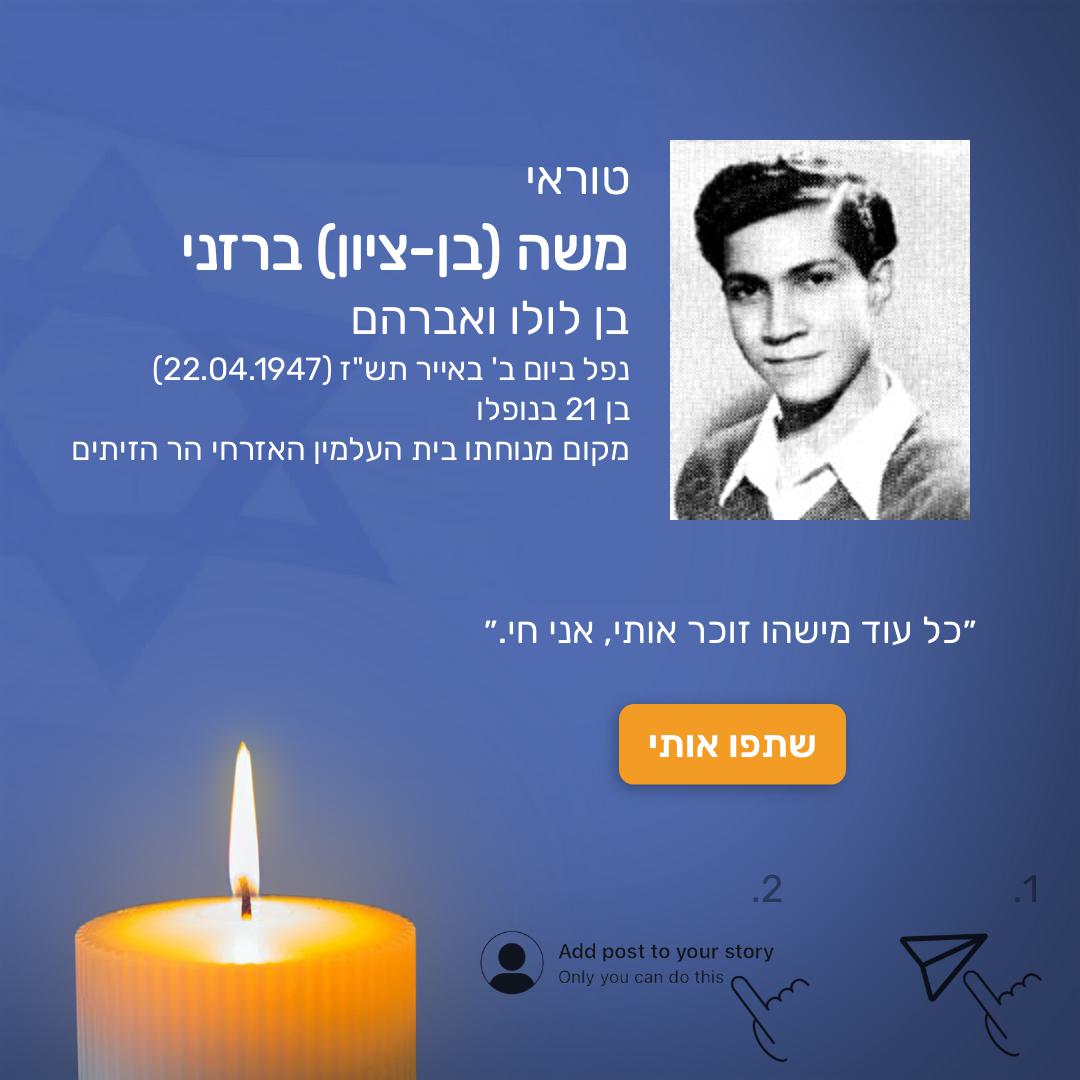 טוראי
משה (בן-ציון) ברזני
בן לולו ואברהם
נפל ביום ב' באייר תש"ז (22.04.1947)
בן 21 בנופלו
מקום מנוחתו בית העלמין האזרחי הר הזיתים
״כל עוד מישהו זוכר אותי, אני חי.״
שתפו אותי
1.
2.
Add post to your story
Only you can do this